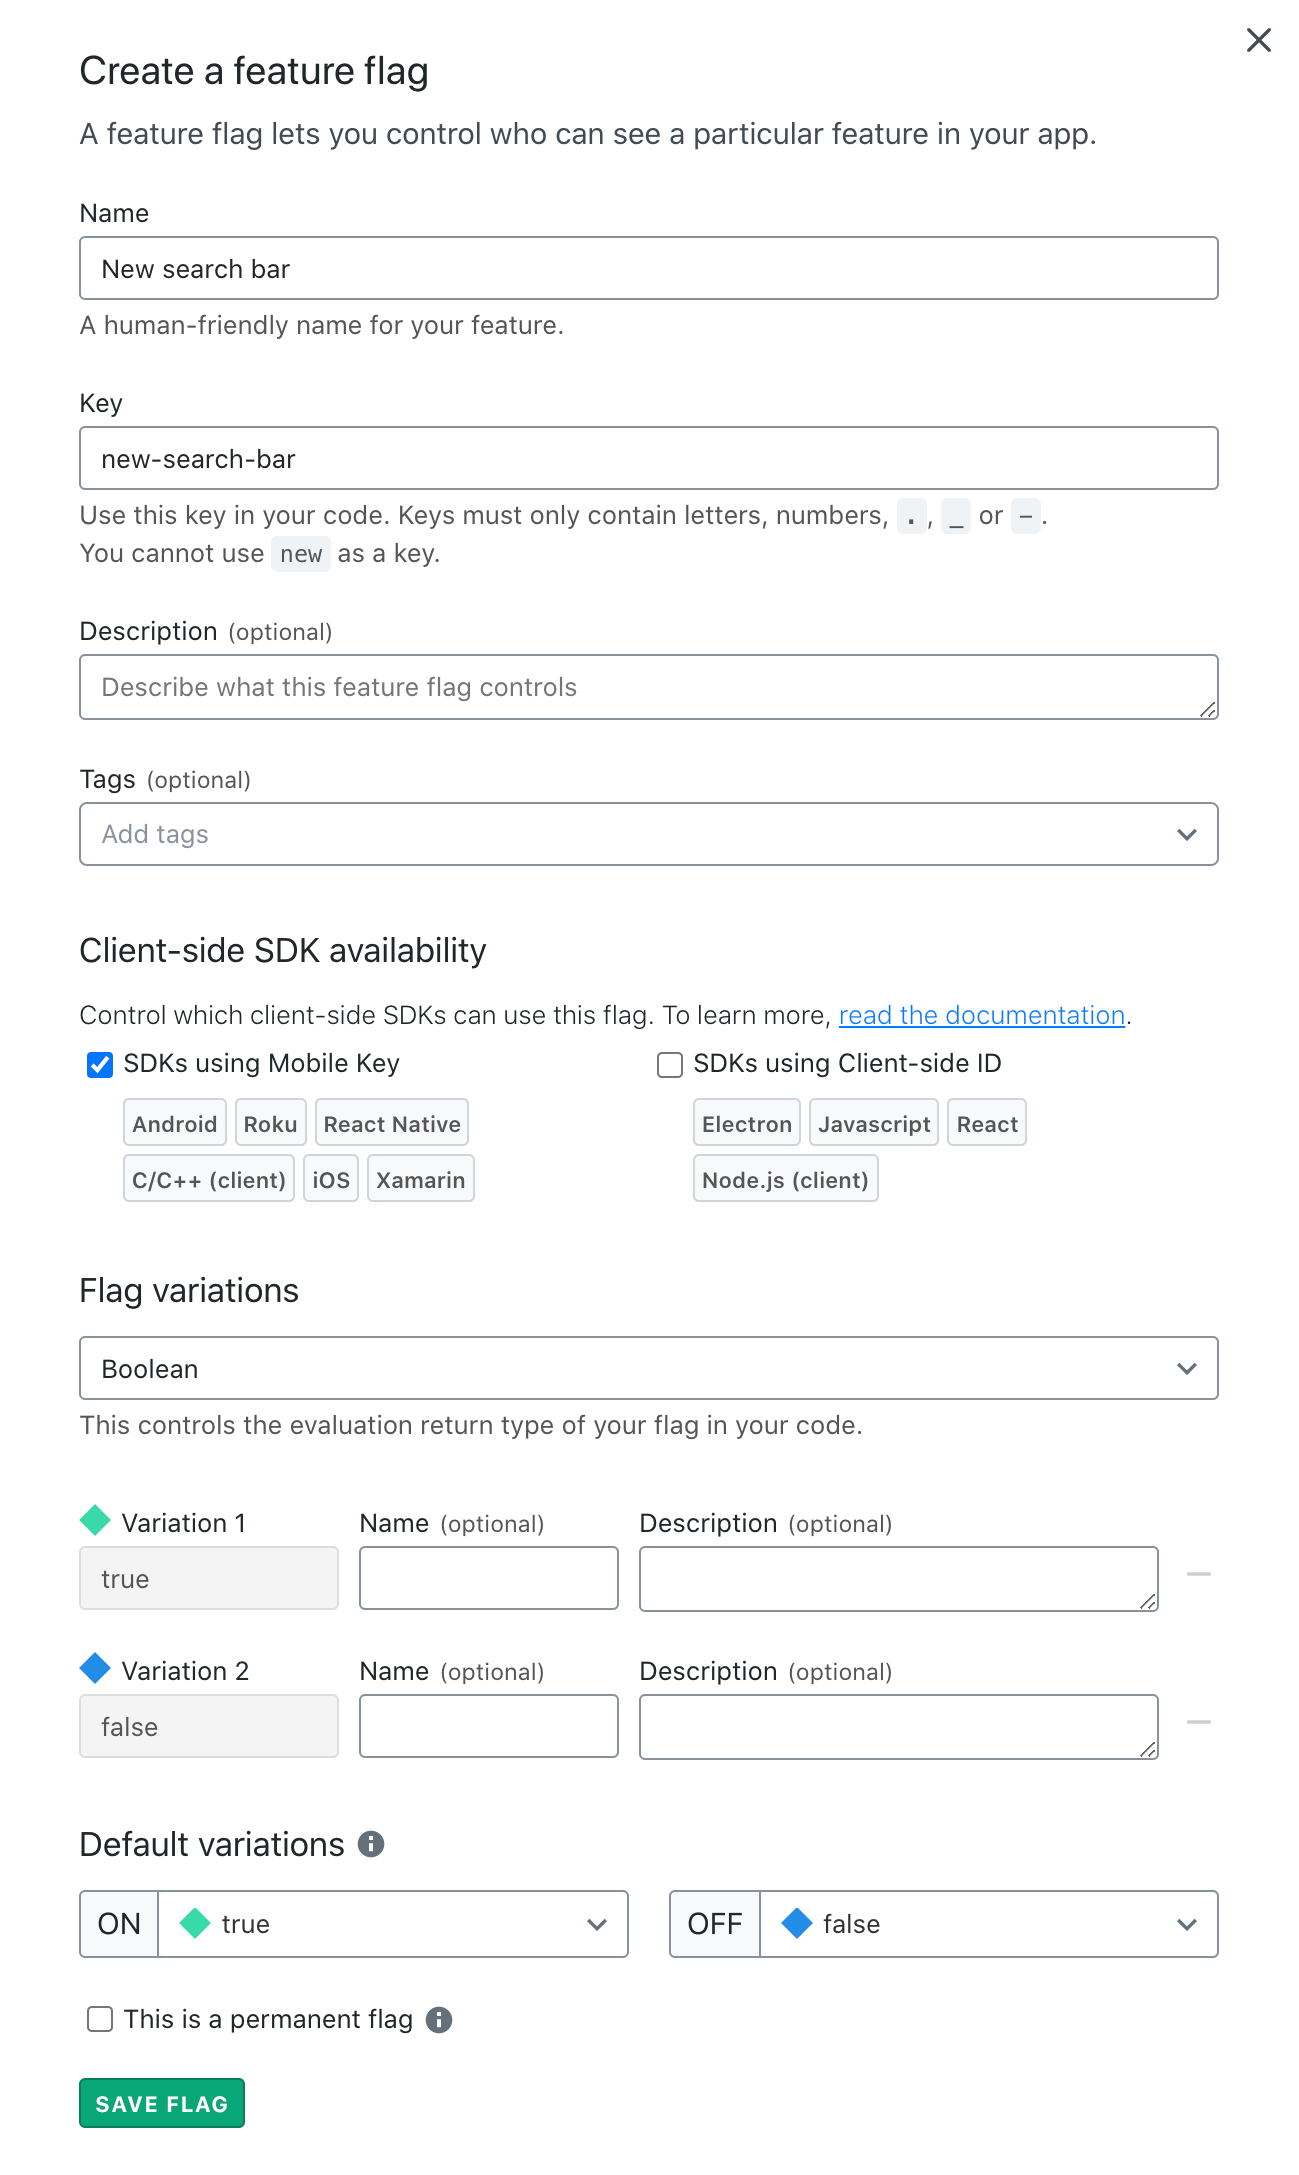 Create a feature flag
A feature flag lets you control who can see a particular feature in your app.
Name
New search bar
A human-friendly name for your feature.
Key
new-search-bar
Use this key in your code. Keys must only contain letters, numbers, . , _ or - .
You cannot use new as a key.
Description (optional)
Describe what this feature flag controls
Tags (optional)
Add tags
Client-side SDK availability
Control which client-side SDKs can use this flag. To learn more, read the documentation.
SDKs using Mobile Key
Android Roku React Native
C/C++ (client) iOS Xamarin
SDKs using Client-side ID
Electron Javascript React
Node.js (client)
Flag variations
Boolean
This controls the evaluation return type of your flag in your code.
Variation 1 Name (optional) Description (optional)
true
Variation 2 Name (optional) Description (optional)
false
Default variations
ON true OFF false
This is a permanent flag
SAVE FLAG